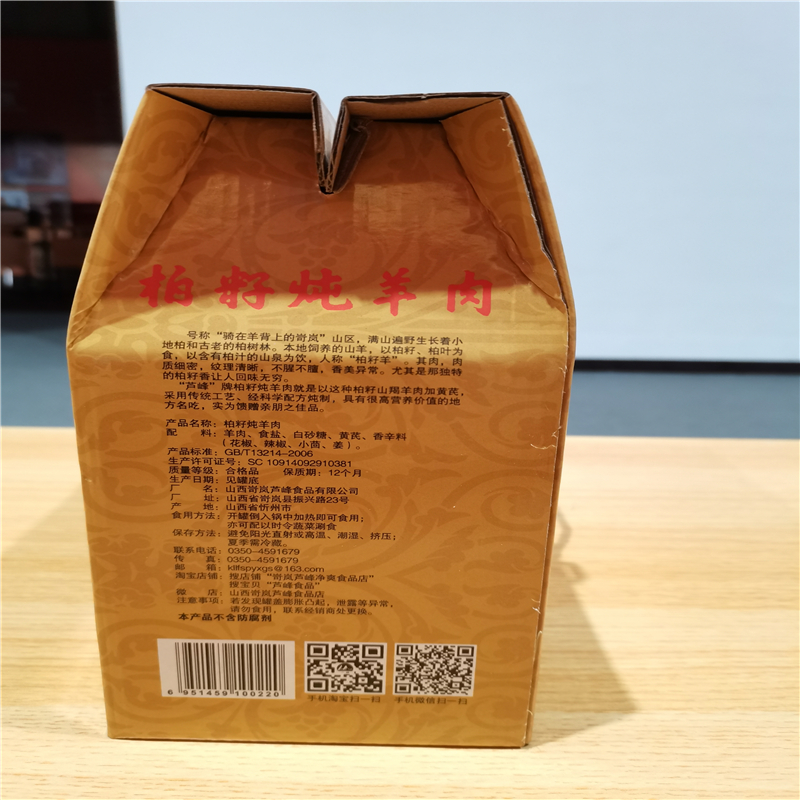 柏籽炖羊肉
号称“骑在羊背上的岢岚”山区，满山遍野生长着小
地柏和古老的柏树林。本地饲养的山羊，以柏籽、柏叶为
食，以含有柏汁的山泉为饮，人称“柏籽羊”。其肉，肉
质细密，纹理清晰，不腥不膻，香美异常。尤其是那独特
的柏籽香让人回味无穷。
“芦峰”牌柏籽炖羊肉就是以这种柏籽山羯羊肉加黄芪，
采用传统工艺、经科学配方炖制，具有很高营养价值的地
方名吃，实为馈赠亲朋之佳品。
产品名称：柏籽炖羊肉
配 料：羊肉、食盐、白砂糖、黄芪、香辛料
（花椒、辣椒、小茴、姜）。
产品标准：GB/T13214-2006
生产许可证号：SC 10914092910381
质量等级：合格品 保质期：12个月
生产日期：见罐底
厂 名：山西岢岚芦峰食品有限公司
厂 址：山西省岢岚县振兴路23号
产 地：山西省忻州市
食用方法：开罐倒入锅中加热即可食用；
亦可配以时令蔬菜涮食
保存方法：避免阳光直射或高温、潮湿、挤压；
夏季需冷藏。
联系电话：0350-4591679
传 真：0350-4591679
邮 箱：klflspyxgs@163.com
淘宝店铺：搜店铺“岢岚芦峰净爽食品店”
搜宝贝“芦峰食品”
微 店：山西岢岚芦峰食品店
注意事项：若发现罐盖膨胀凸起，泄露等异常，
请勿食用，联系经销商处更换。
本产品不含防腐剂
6 951459 100220
手机淘宝扫一扫
手机微信扫一扫